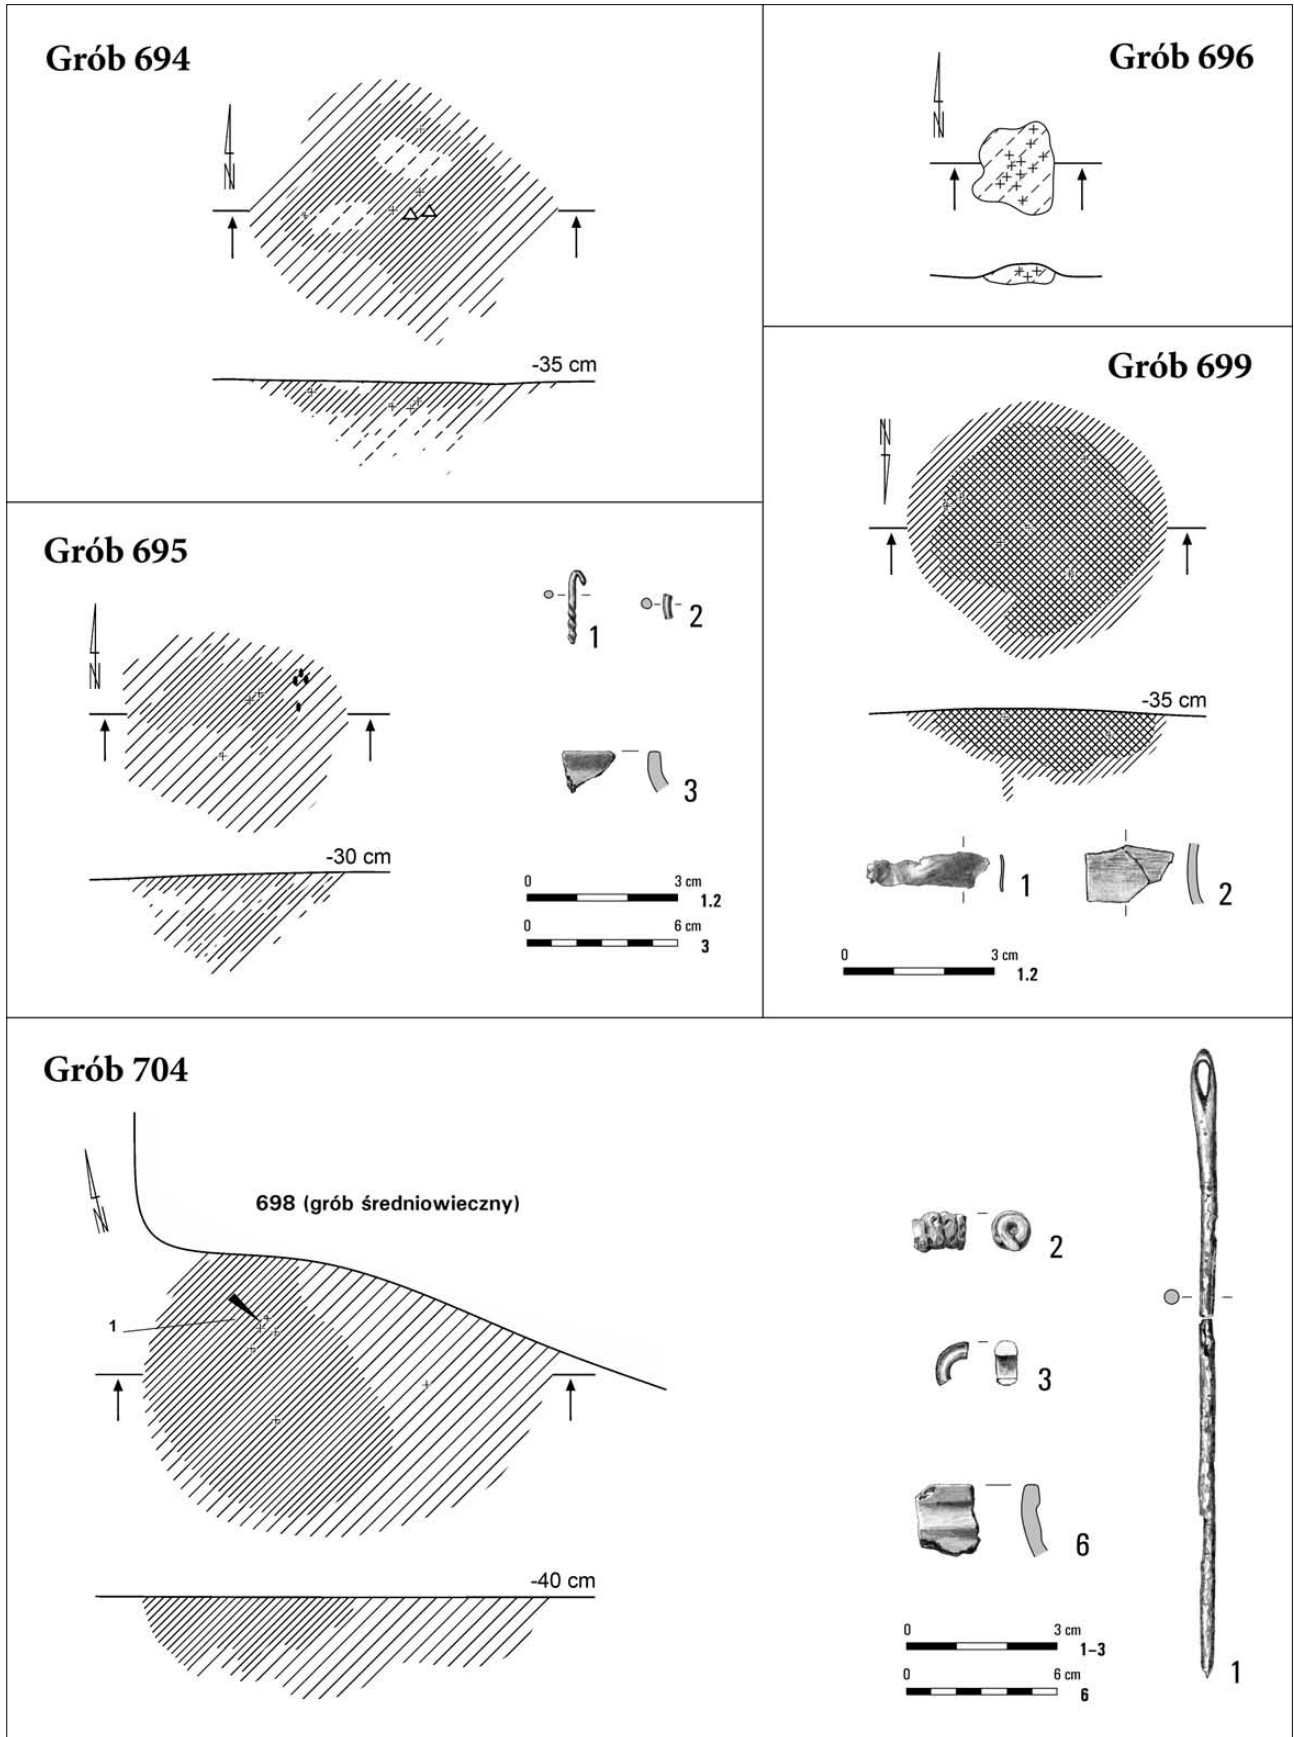 Grób 694
N
-35 cm
Grób 696
N
Grób 699
N
-35 cm
1
2
0 3 cm
1.2
Grób 695
N
-30 cm
1
2
3
0 3 cm
1.2
0 6 cm
3
Grób 704
N
698 (grób średniowieczny)
1
-40 cm
2
3
6
0 3 cm
1–3
0 6 cm
6
1